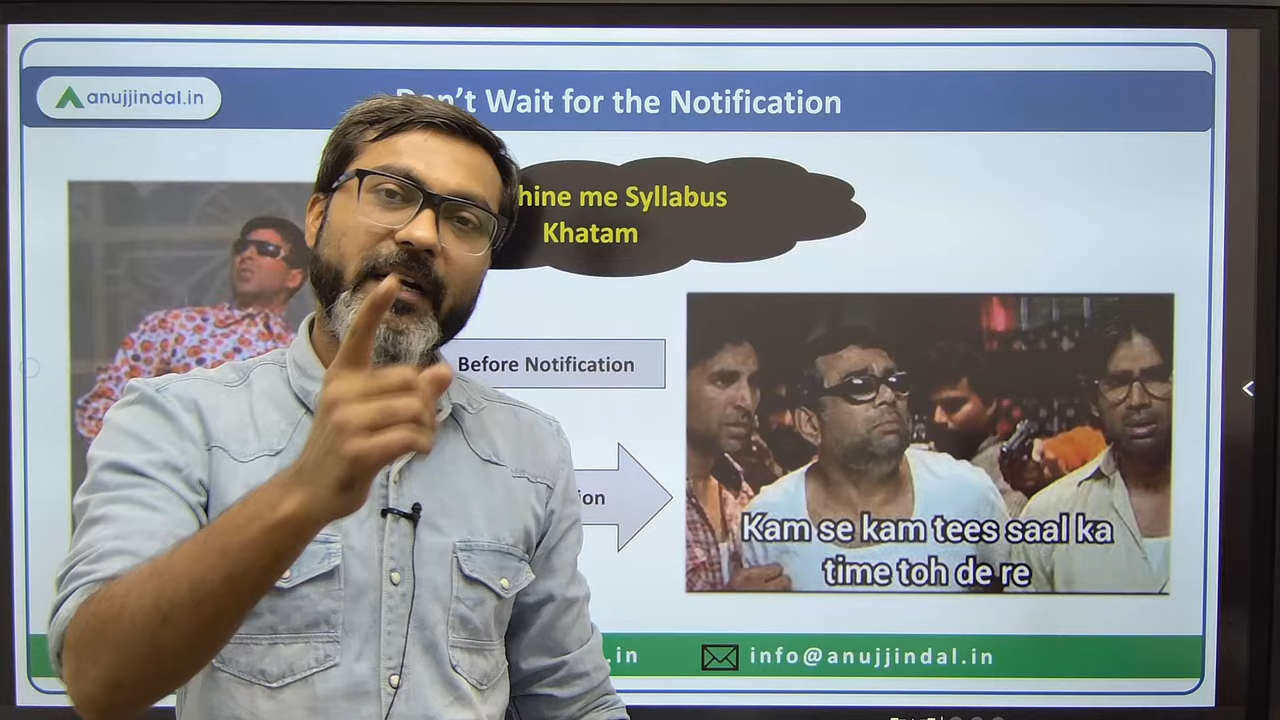 anujjindal.in
Don't Wait for the Notification
hine me Syllabus
Khatam
Before Notification
ion
Kam se kam tees saal ka
time toh de re
.in
info@anujjindal.in